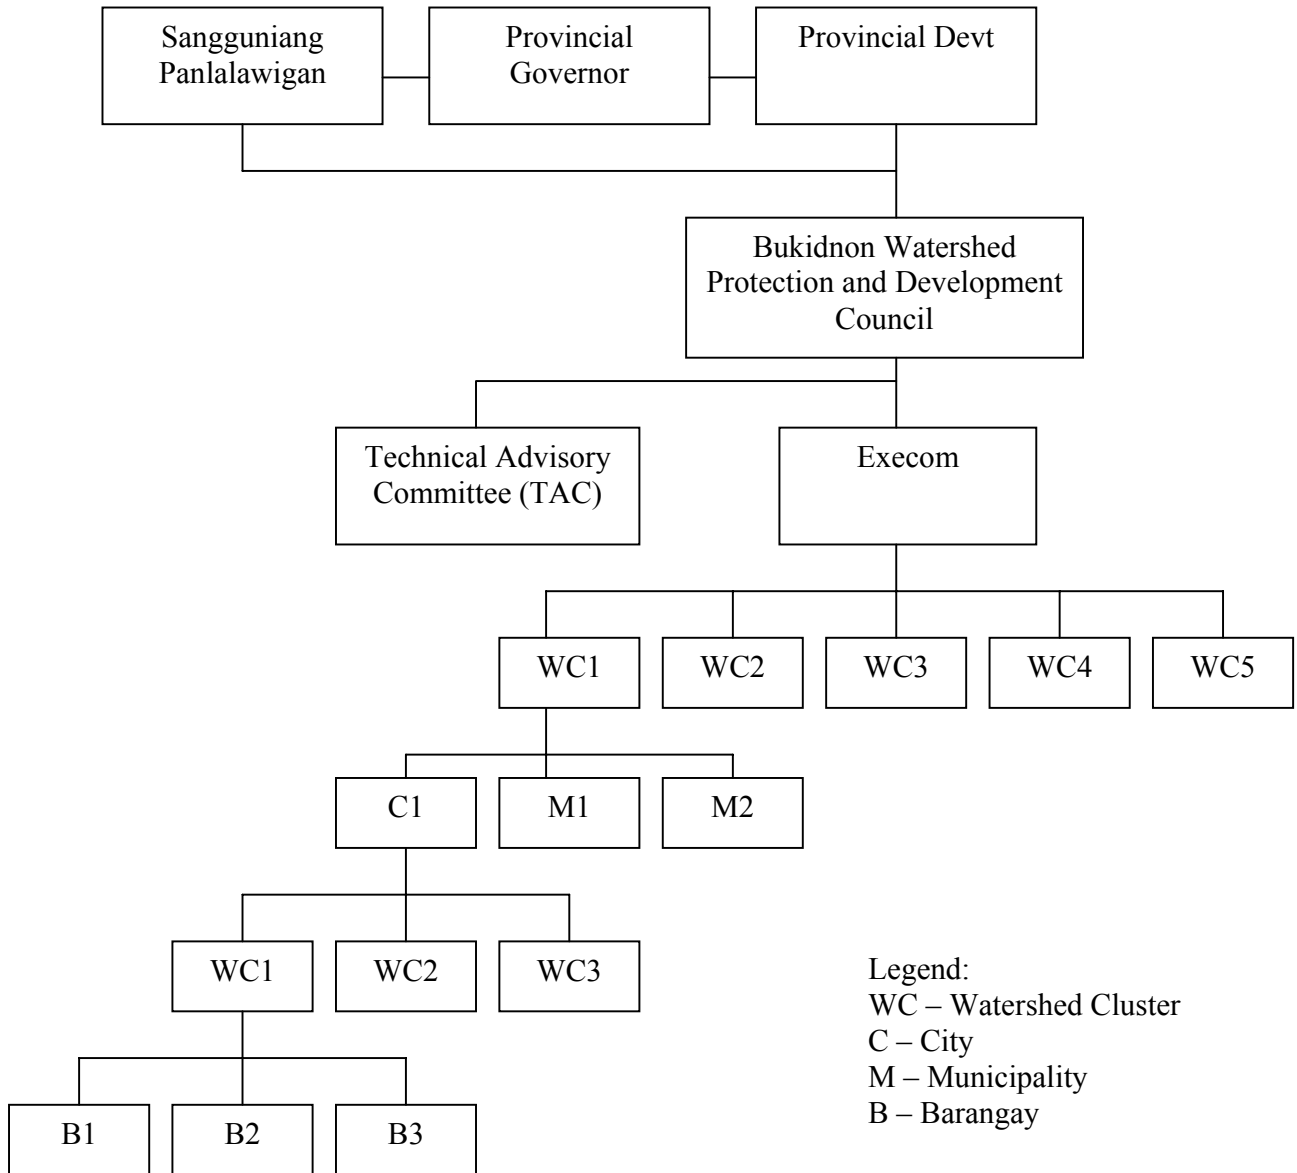 Sangguniang
Panlalawigan
Provincial
Governor
Provincial Devt
Bukidnon Watershed
Protection and Development
Council
Technical Advisory
Committee (TAC)
Execom
WC1
WC2
WC3
WC4
WC5
C1
M1
M2
WC1
WC2
WC3
Legend:
WC – Watershed Cluster
C – City
M – Municipality
B – Barangay
B1
B2
B3